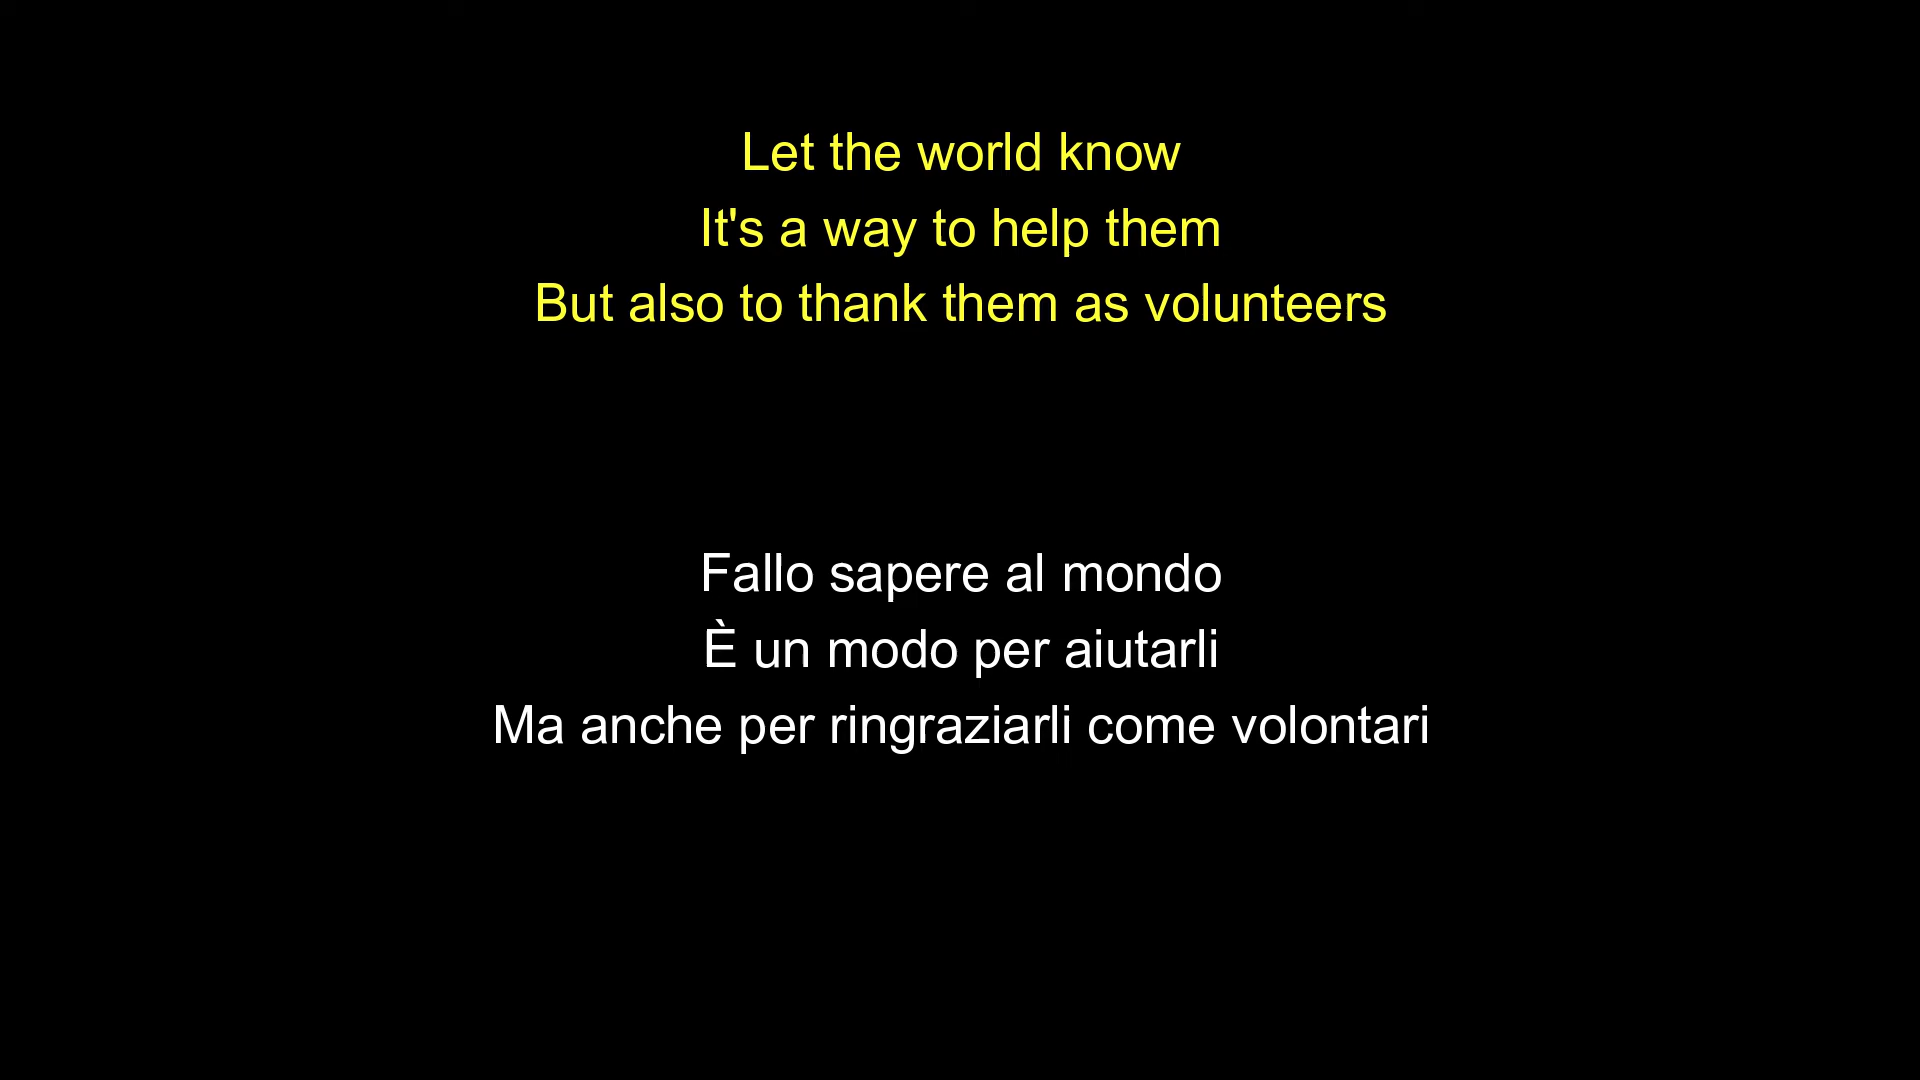 Let the world know
It's a way to help them
But also to thank them as volunteers
Fallo sapere al mondo
È un modo per aiutarli
Ma anche per ringraziarli come volontari